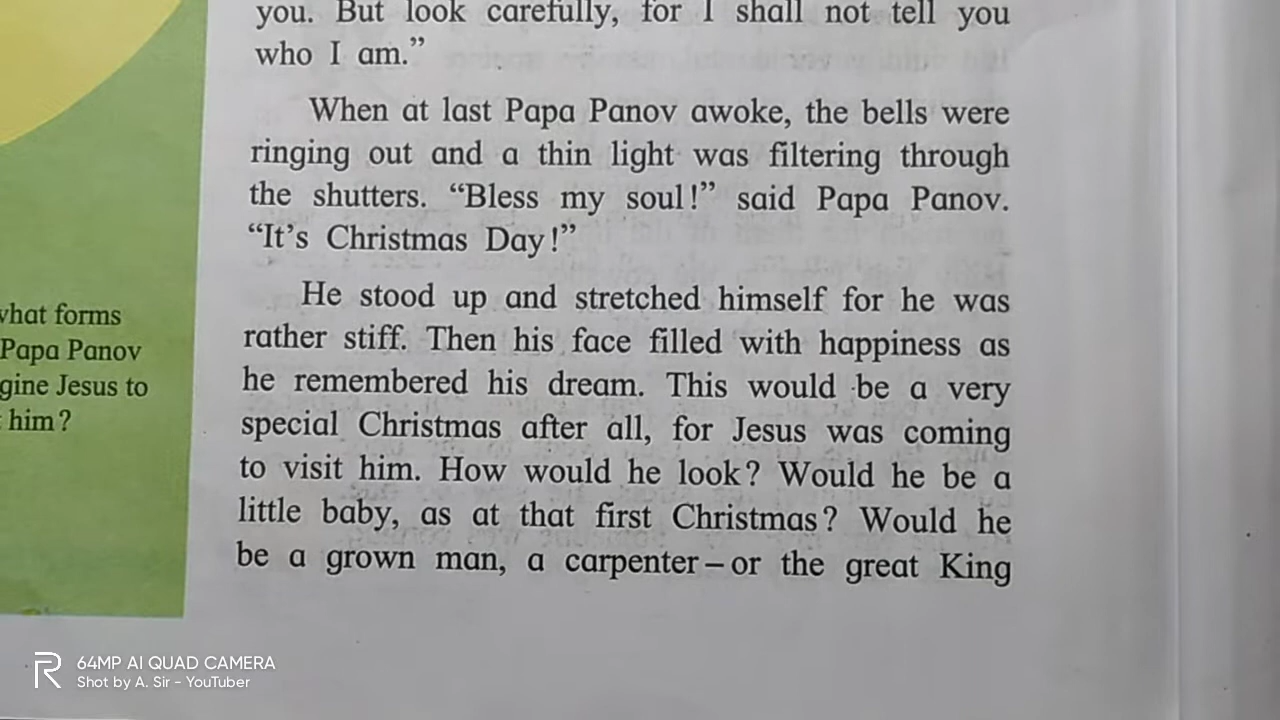 you. But look carefully, for I shall not tell you
who I am.”
When at last Papa Panov awoke, the bells were
ringing out and a thin light was filtering through
the shutters. “Bless my soul!” said Papa Panov.
“It’s Christmas Day!”
He stood up and stretched himself for he was
rather stiff. Then his face filled with happiness as
he remembered his dream. This would be a very
special Christmas after all, for Jesus was coming
to visit him. How would he look? Would he be a
little baby, as at that first Christmas? Would he
be a grown man, a carpenter – or the great King
forms
Papa Panov
Jesus to
him?
64MP AI QUAD CAMERA
Shot by A. Sir - YouTuber